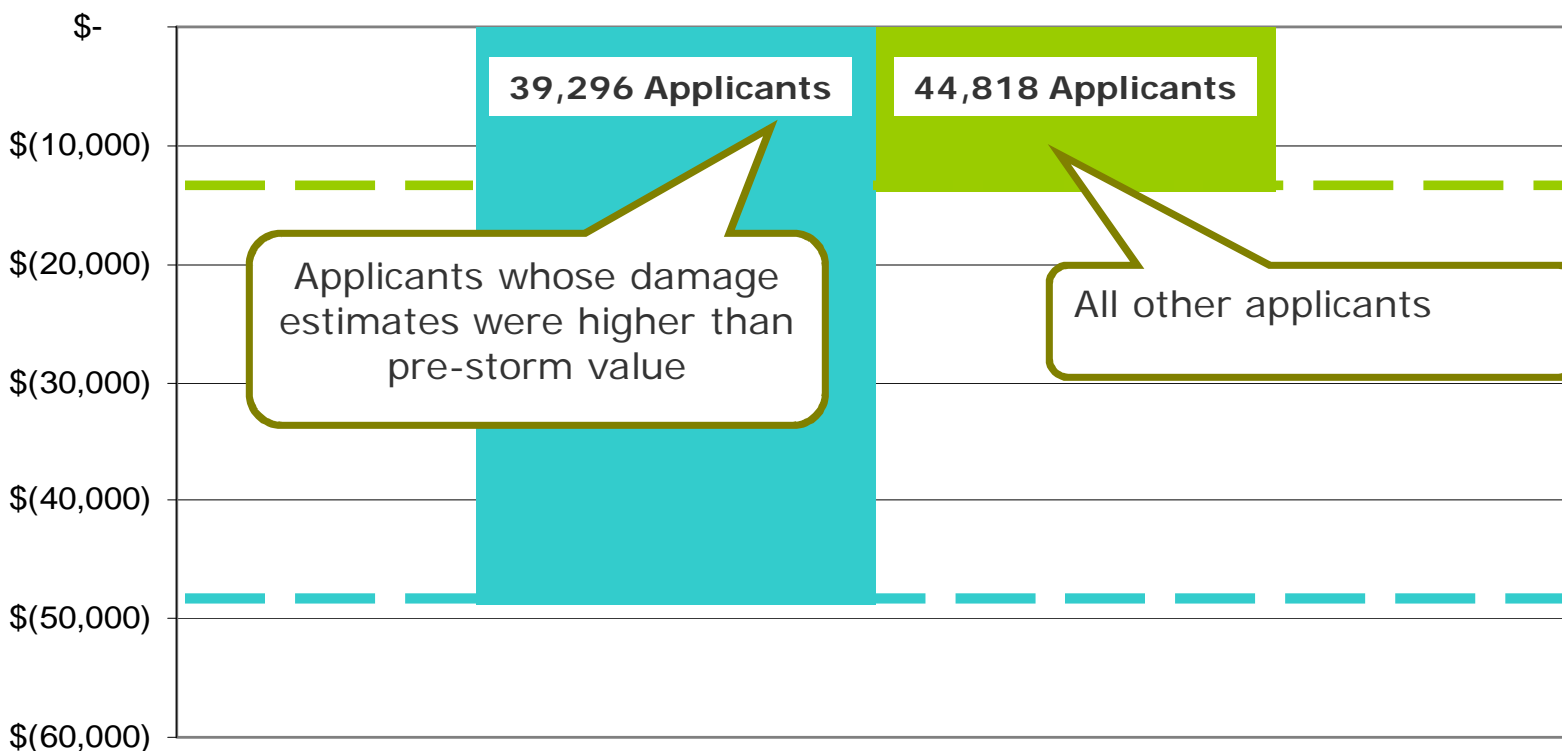 $-
$(10,000)
$(20,000)
$(30,000)
$(40,000)
$(50,000)
$(60,000)
39,296 Applicants
44,818 Applicants
Applicants whose damage
estimates were higher than
pre-storm value
All other applicants